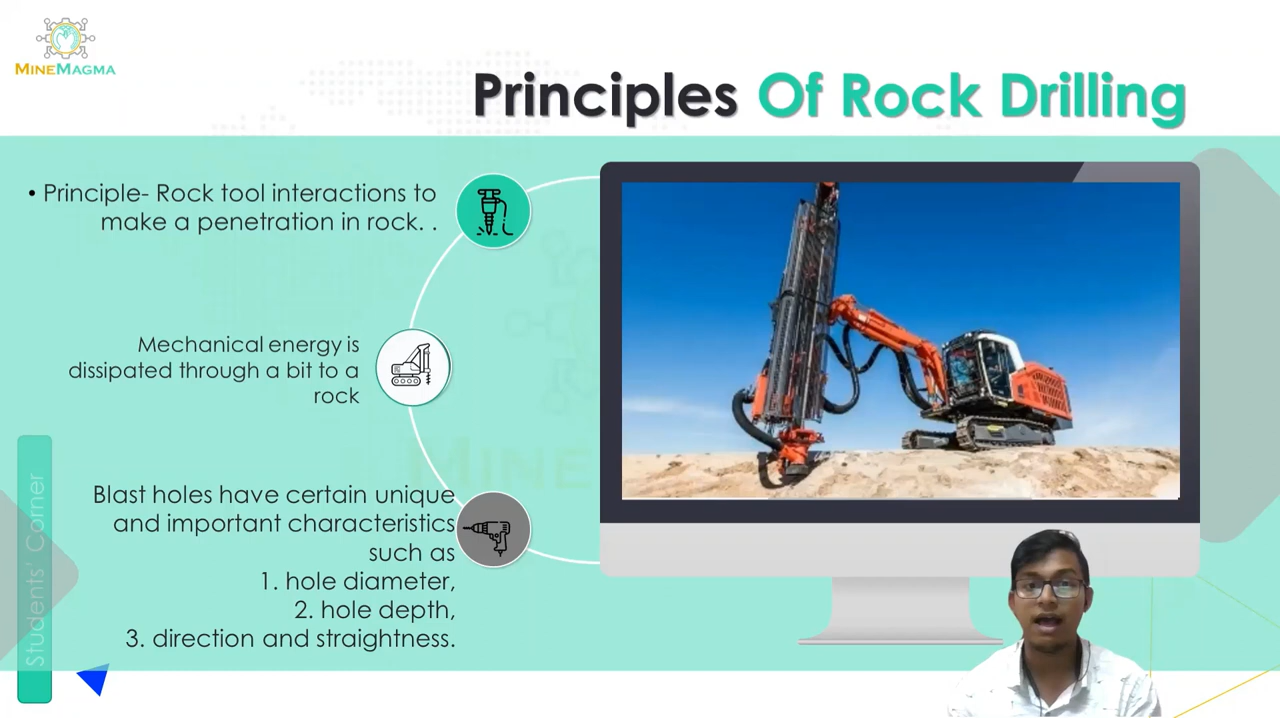 MINEMAGMA
Principles Of Rock Drilling
• Principle- Rock tool interactions to
make a penetration in rock. .
Mechanical energy is
dissipated through a bit to a
rock
Blast holes have certain unique
and important characteristics
such as
1. hole diameter,
2. hole depth,
3. direction and straightness.
Students' Corner
MINE